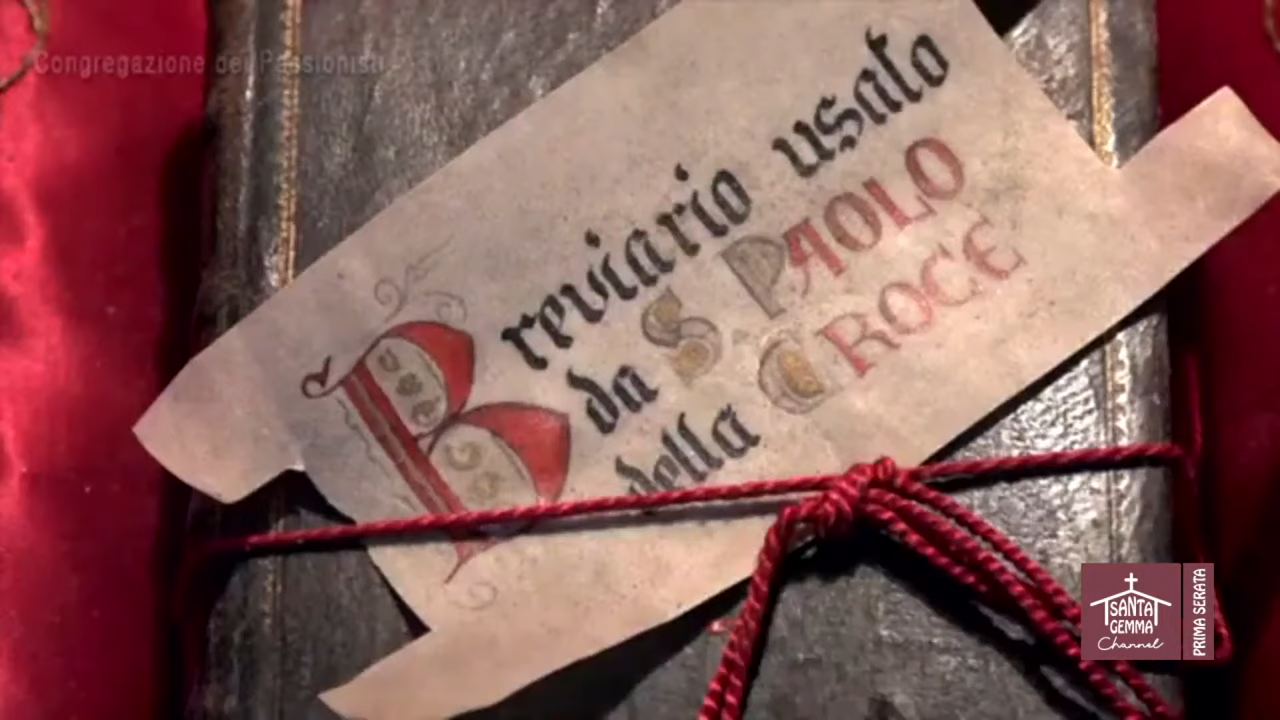 Congregazione dei Passionisti
Breviario usato
da S PAOLO
della CROCE
SANTA
GEMMA
Channel
PRIMA SERATA